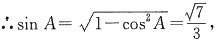 ∴sin A=√(1−cos²A)=√7/3,